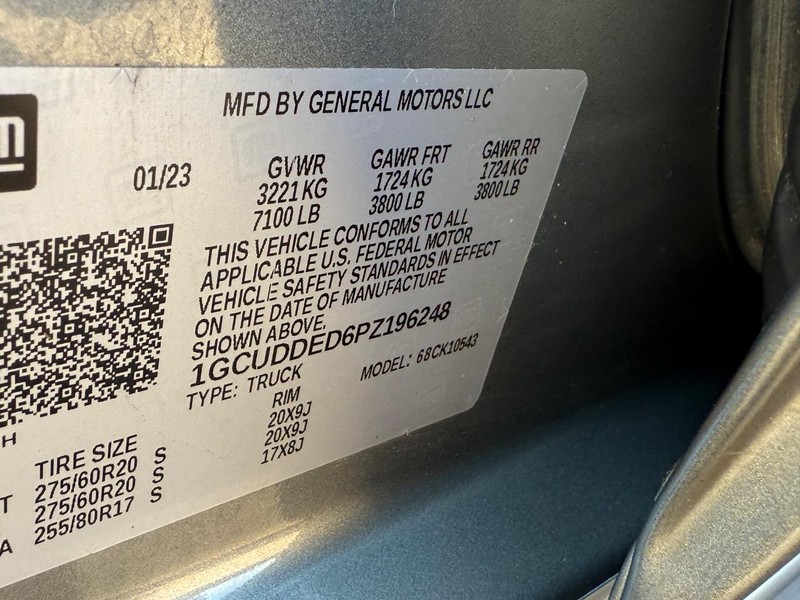 m
MFD BY GENERAL MOTORS LLC
01/23 GVWR GAWR FRT GAWR RR
3221 KG 1724 KG 1724 KG
7100 LB 3800 LB 3800 LB
THIS VEHICLE CONFORMS TO ALL
APPLICABLE U.S. FEDERAL MOTOR
VEHICLE SAFETY STANDARDS IN EFFECT
ON THE DATE OF MANUFACTURE
SHOWN ABOVE.
1GCUDDED6PZ196248
TYPE: TRUCK MODEL: 68CK10543
H
TIRE SIZE RIM
T 275/60R20 S 20X9J
275/60R20 S 20X9J
A 255/80R17 S 17X8J